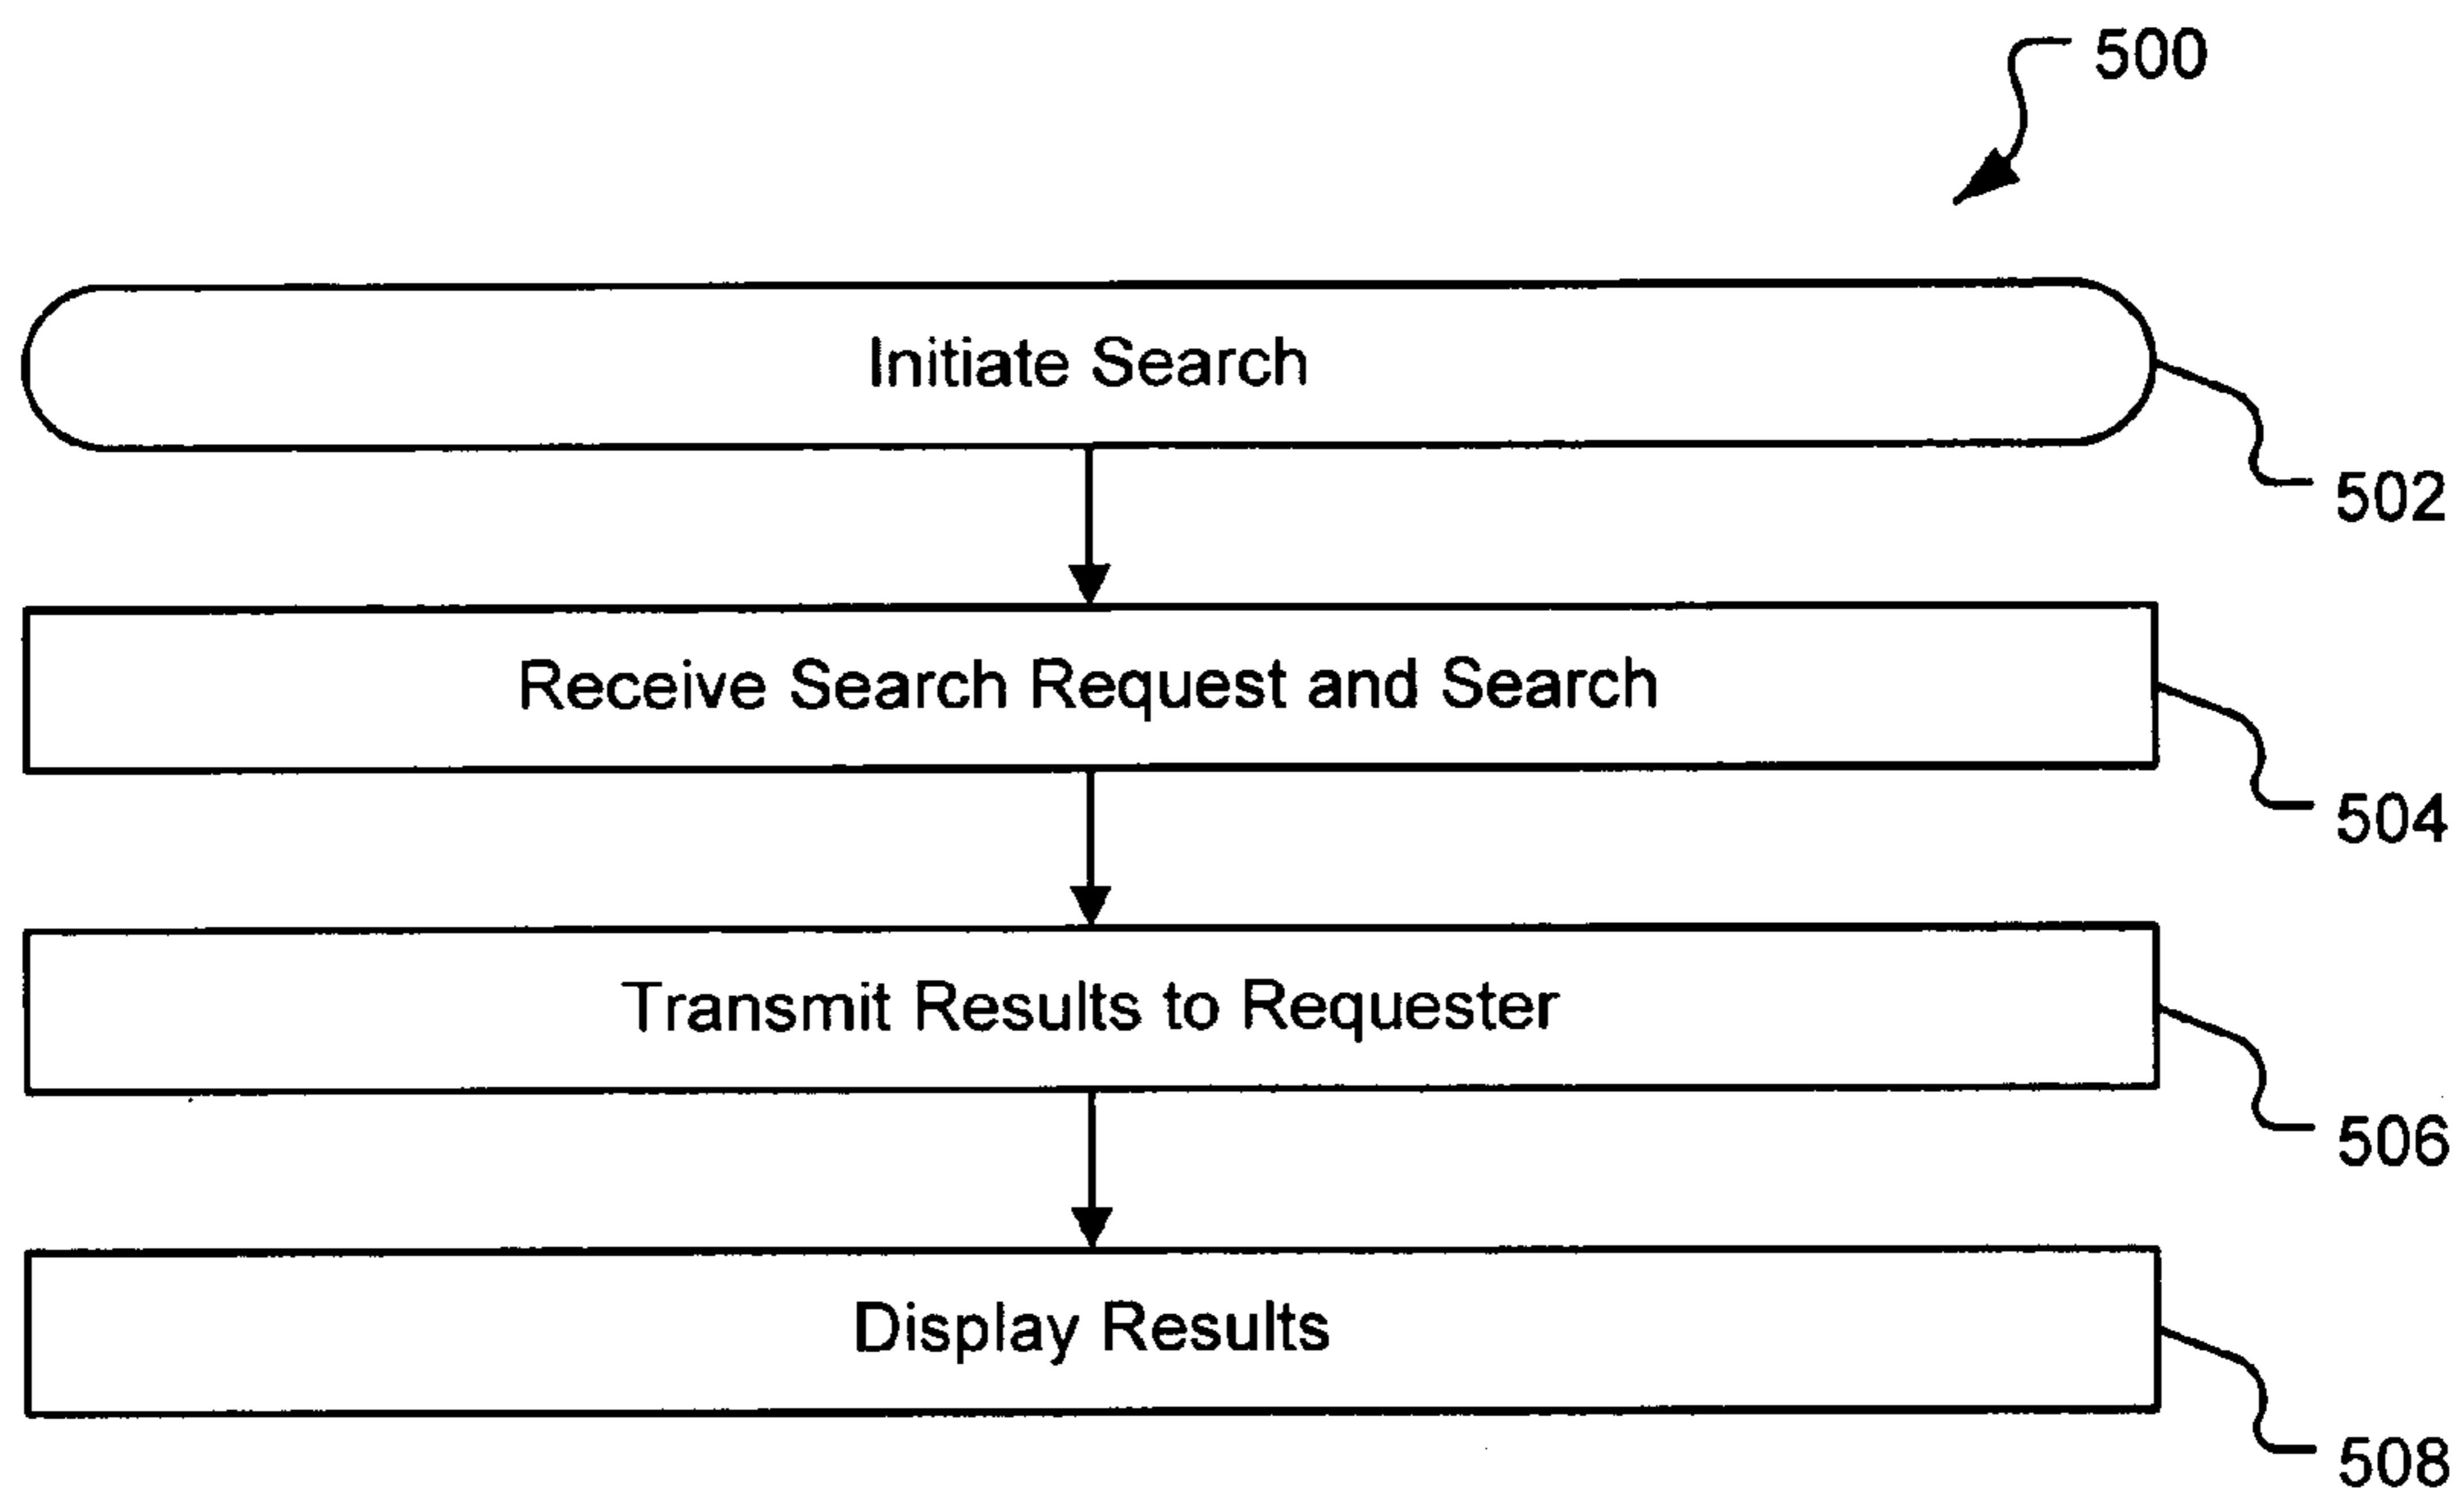 500
Initiate Search
502
Receive Search Request and Search
504
Transmit Results to Requester
506
Display Results
508